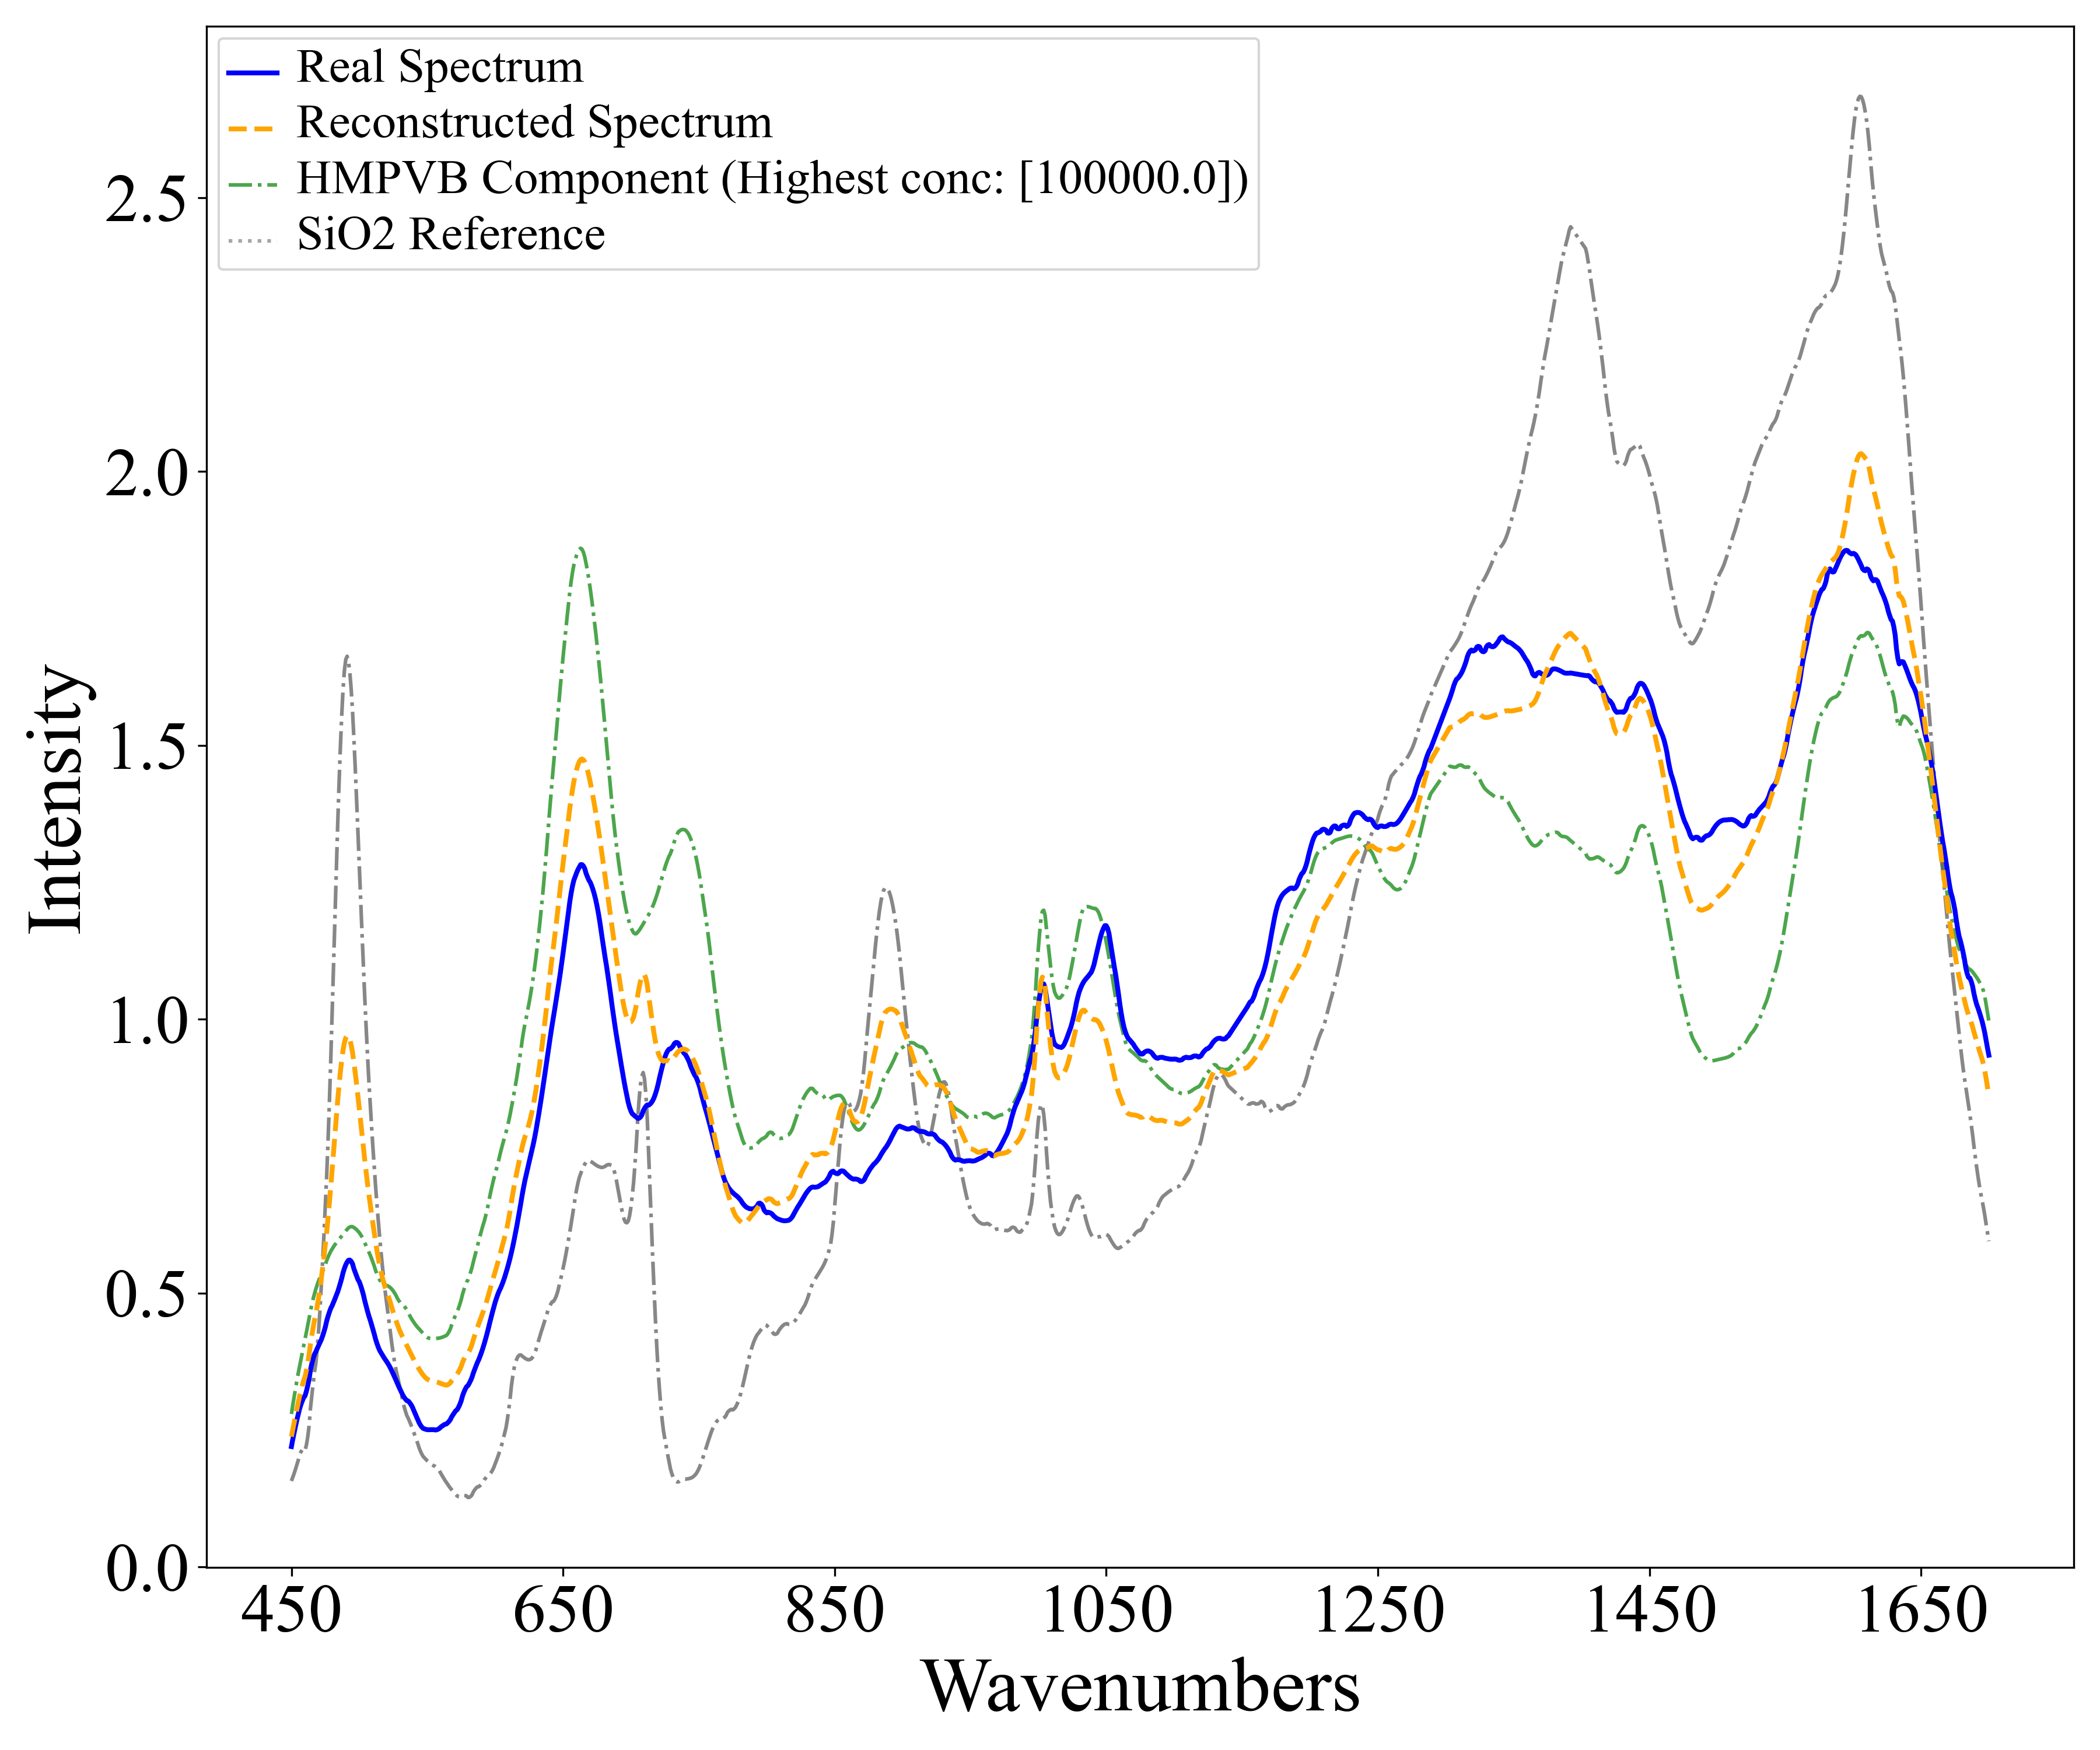 Real Spectrum
Reconstructed Spectrum
HMPVB Component (Highest conc: [100000.0])
SiO2 Reference
Intensity
2.5
2.0
1.5
1.0
0.5
0.0
450 650 850 1050 1250 1450 1650
Wavenumbers